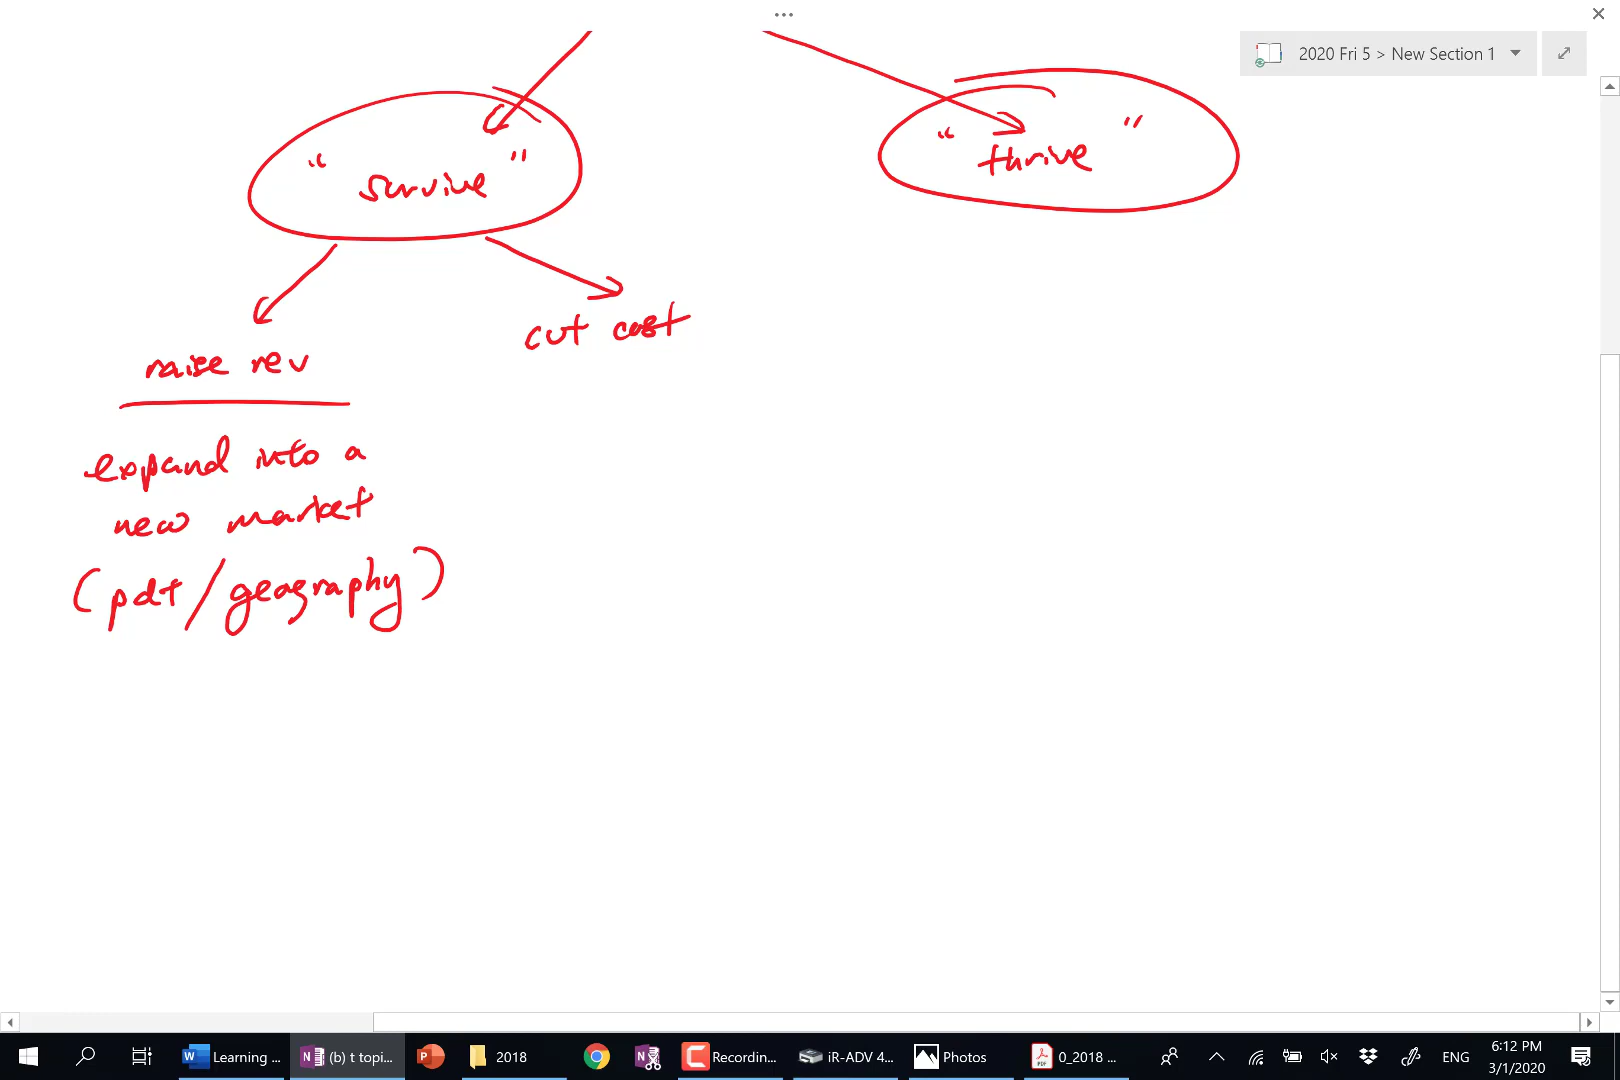 2020 Fri 5 > New Section 1
“ survive ”
“ thrive ”
raise rev
cut cost
expand into a
new market
(pdt/geography)
Learning ...
(b) t topi...
2018
Recordin...
iR-ADV 4...
Photos
0_2018 ...
ENG
6:12 PM
3/1/2020